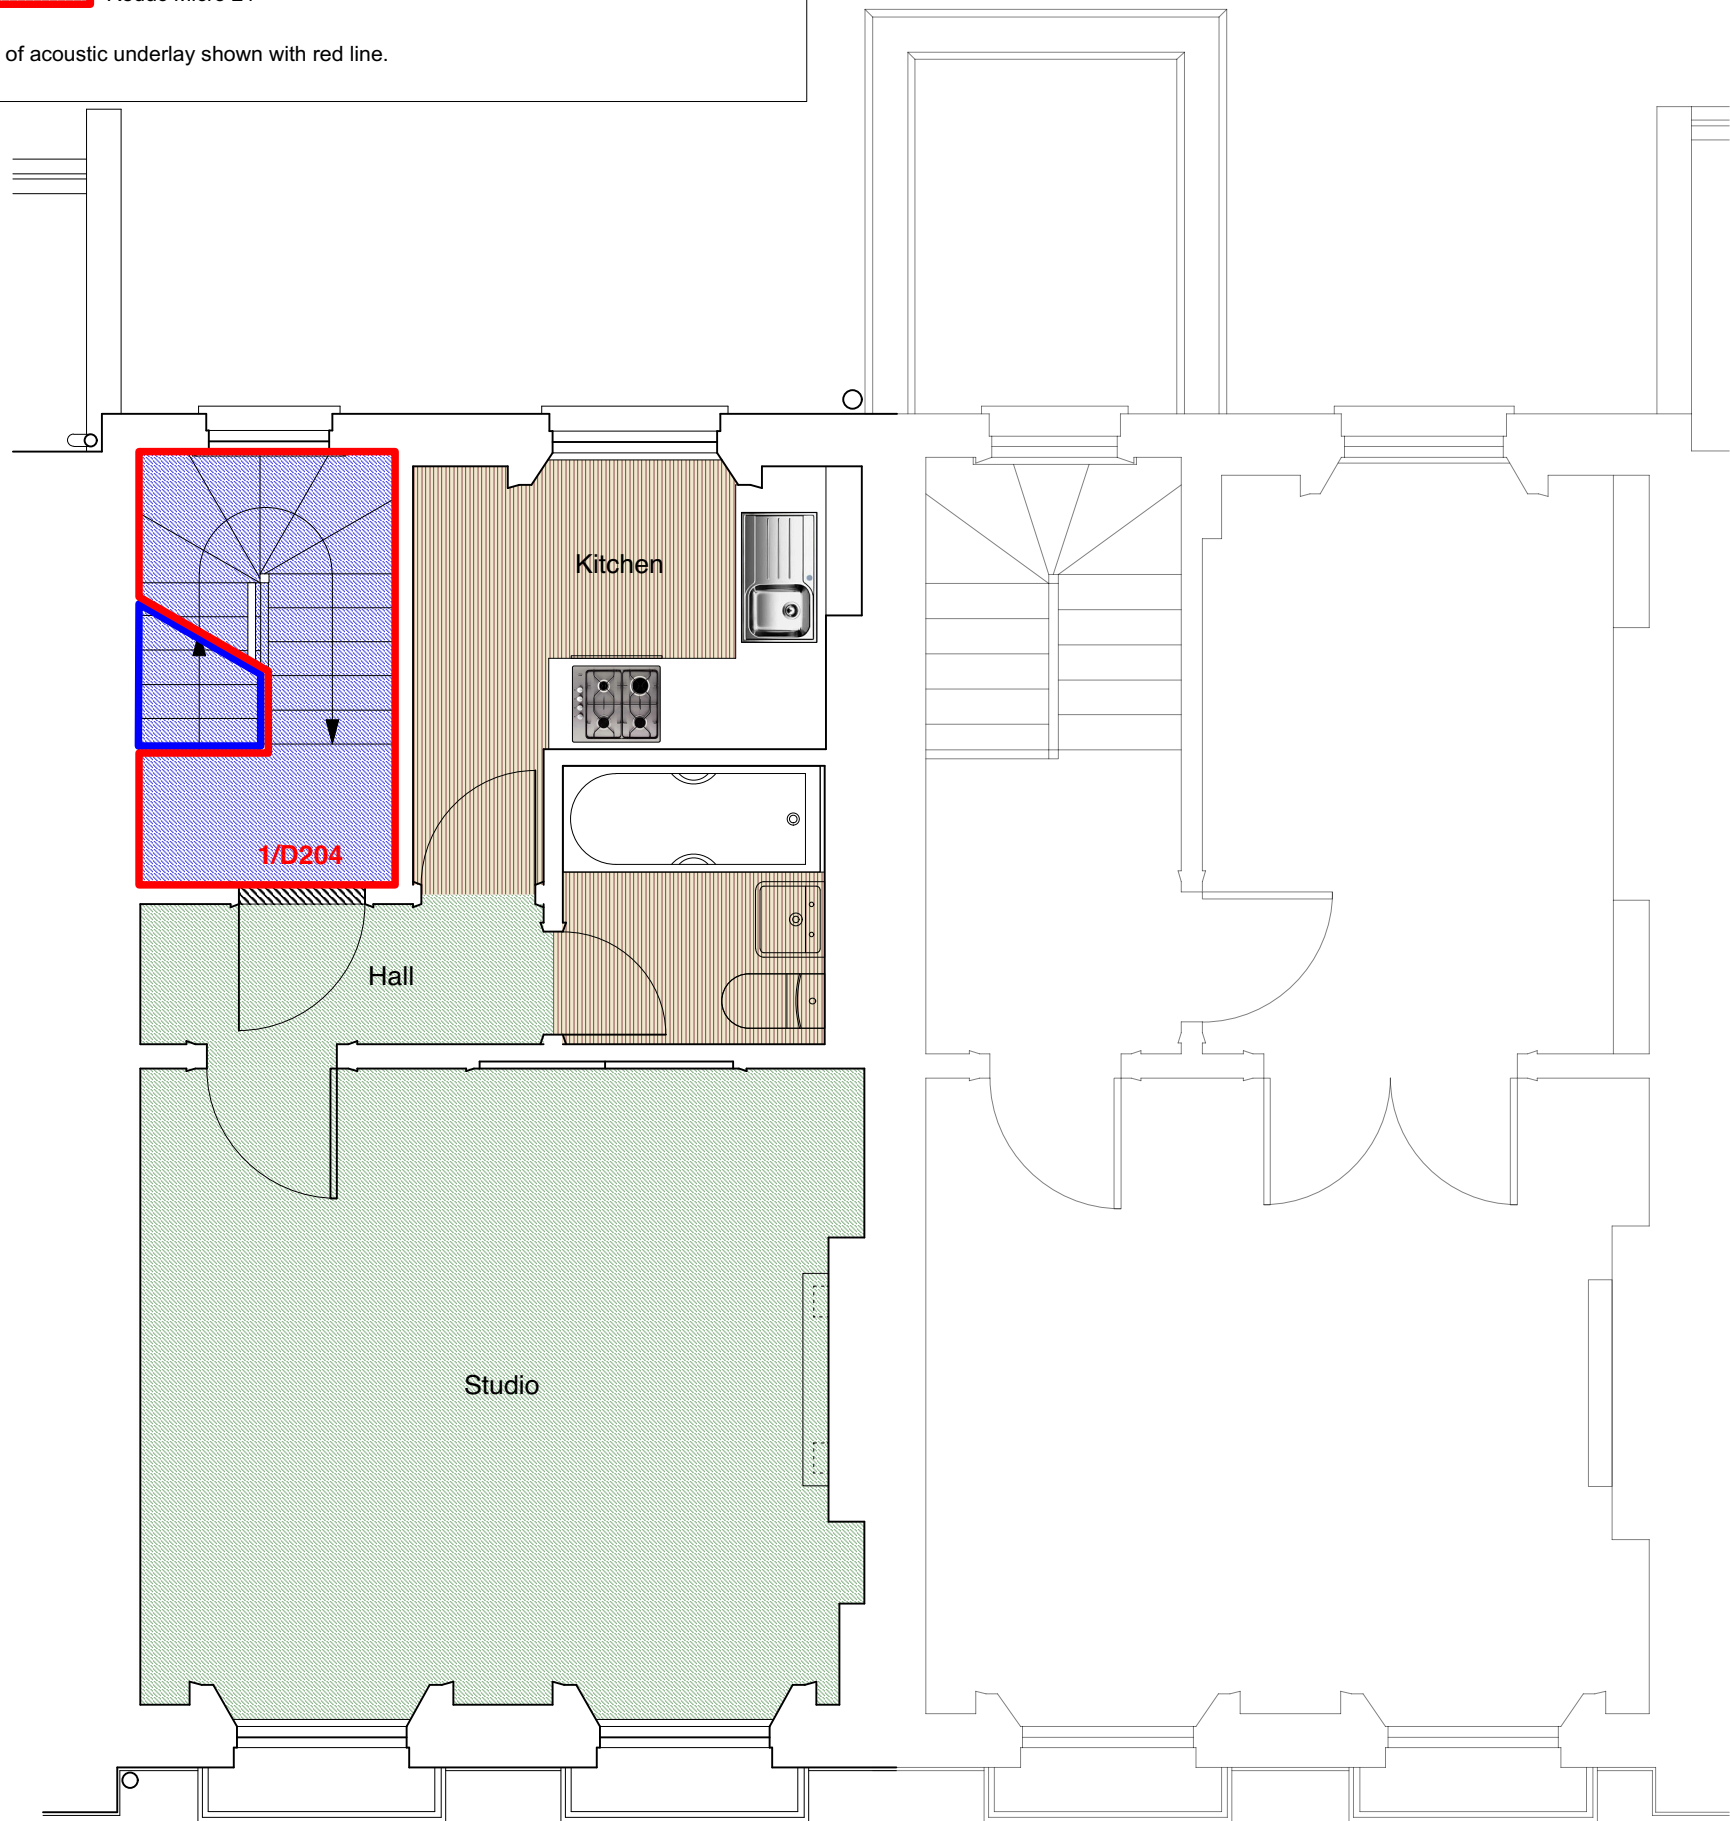 of acoustic underlay shown with red line.
Kitchen
1/D204
Hall
Studio